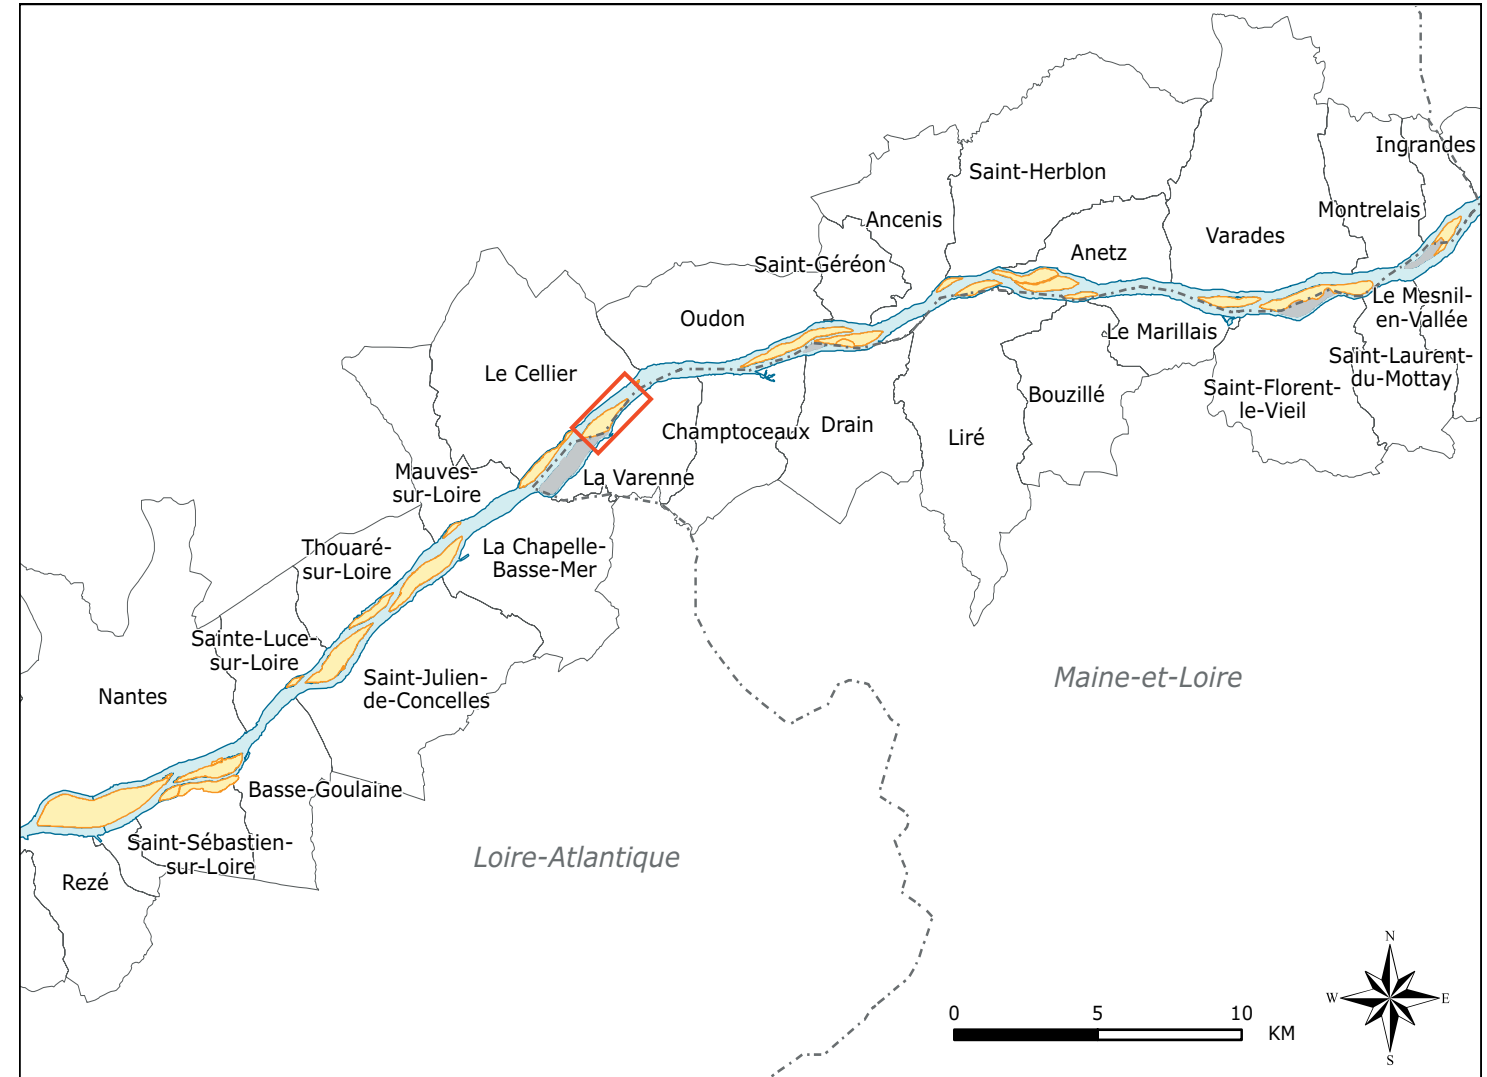 Ingrandes
Saint-Herblon
Montrelais
Ancenis
Varades
Anetz
Saint-Géréon
Le Mesnil-
en-Vallée
Oudon
Le Marillais
Saint-Laurent-
du-Mottay
Le Cellier
Bouzillé
Saint-Florent-
le-Vieil
Champtoceaux
Drain
Liré
Mauves-
sur-Loire
La Varenne
Thouaré-
sur-Loire
La Chapelle-
Basse-Mer
Sainte-Luce-
sur-Loire
Saint-Julien-
de-Concelles
Maine-et-Loire
Nantes
Basse-Goulaine
Saint-Sébastien-
sur-Loire
Loire-Atlantique
Rezé
N
W
E
S
0 5 10
KM